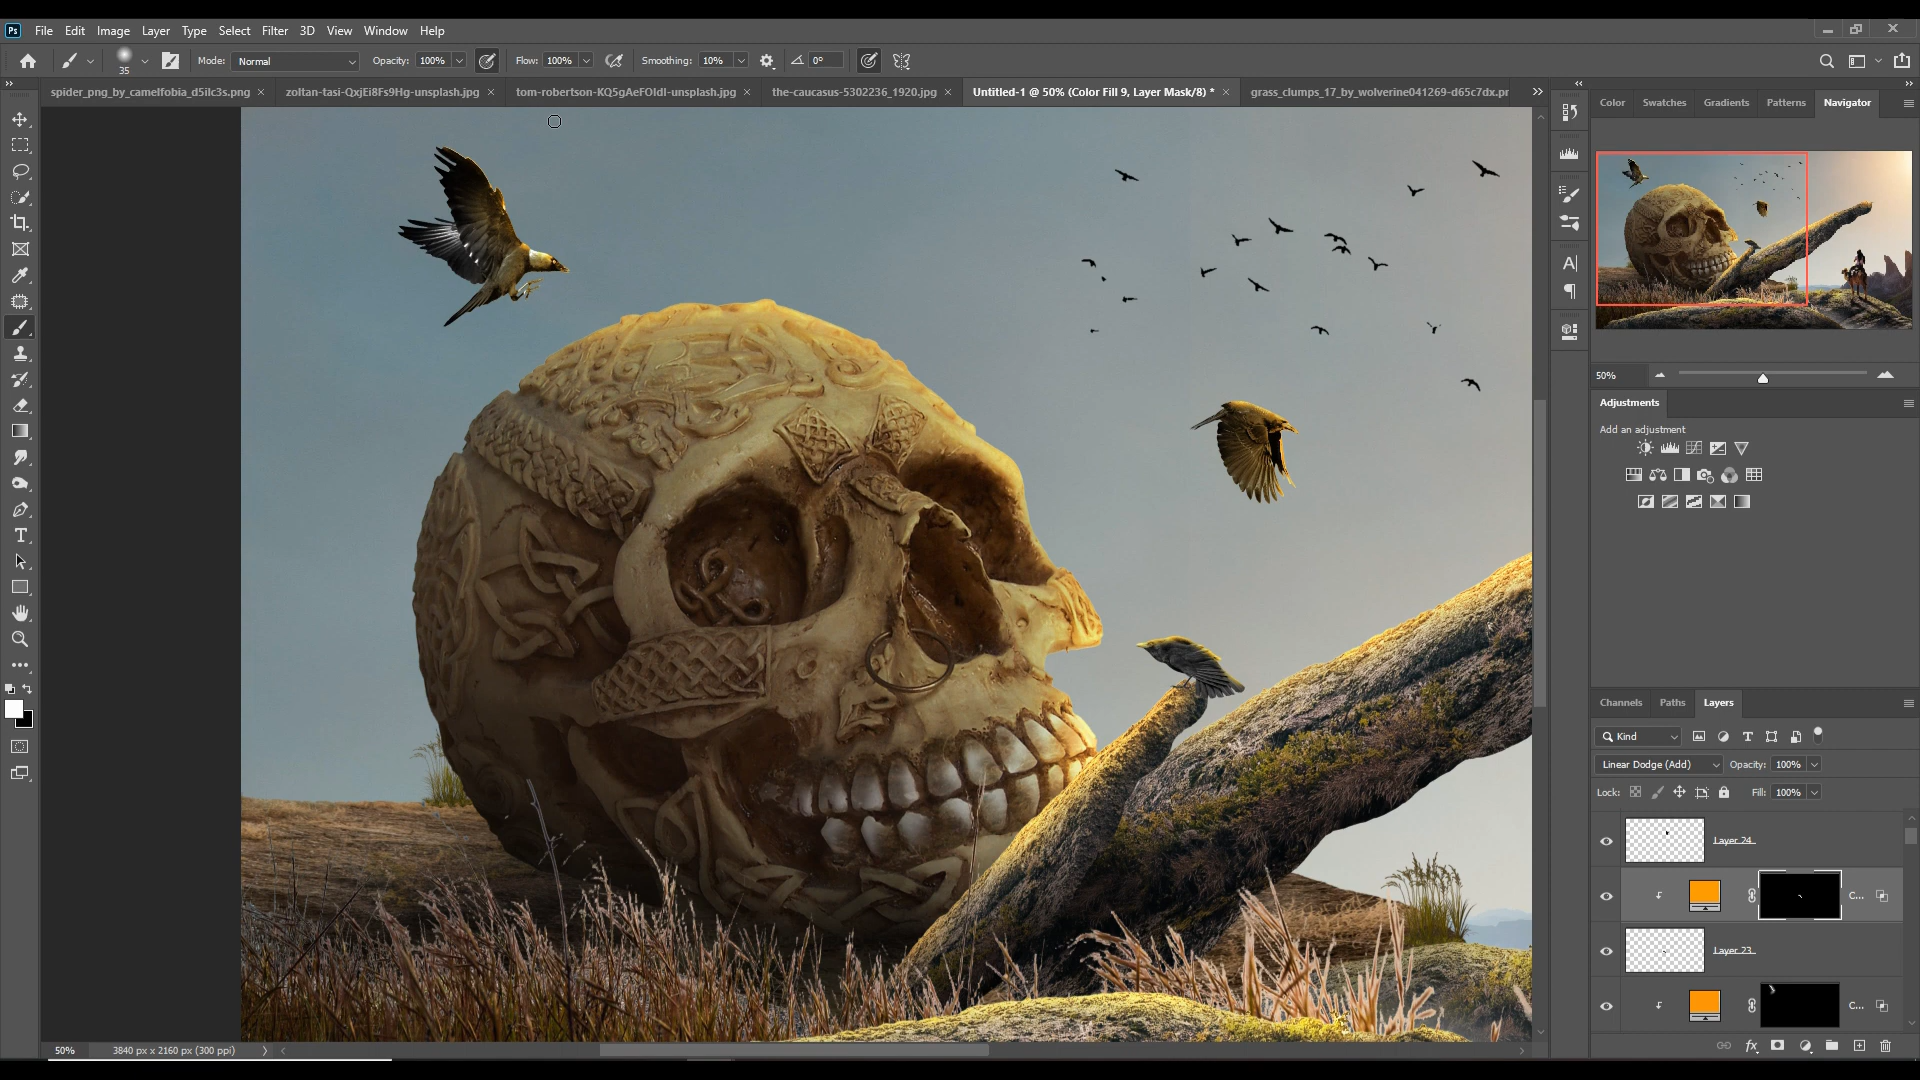 Ps File Edit Image Layer Type Select Filter 3D View Window Help
35 Mode: Normal Opacity: 100% Flow: 100% Smoothing: 10% 0°
spider_png_by_camelfobia_d5ilc3s.png × zoltan-tasi-QxjEi8Fs9Hg-unsplash.jpg × tom-robertson-KQ5gAeFOIdI-unsplash.jpg × the-caucasus-5302236_1920.jpg × Untitled-1 @ 50% (Color Fill 9, Layer Mask/8) * × grass_clumps_17_by_wolverine041269-d65c7dx.pr
Color Swatches Gradients Patterns Navigator
50%
Adjustments
Add an adjustment
Channels Paths Layers
Kind
Linear Dodge (Add) Opacity: 100%
Lock: Fill: 100%
Layer 24
C...
Layer 23
C...
50% 3840 px x 2160 px (300 ppi)